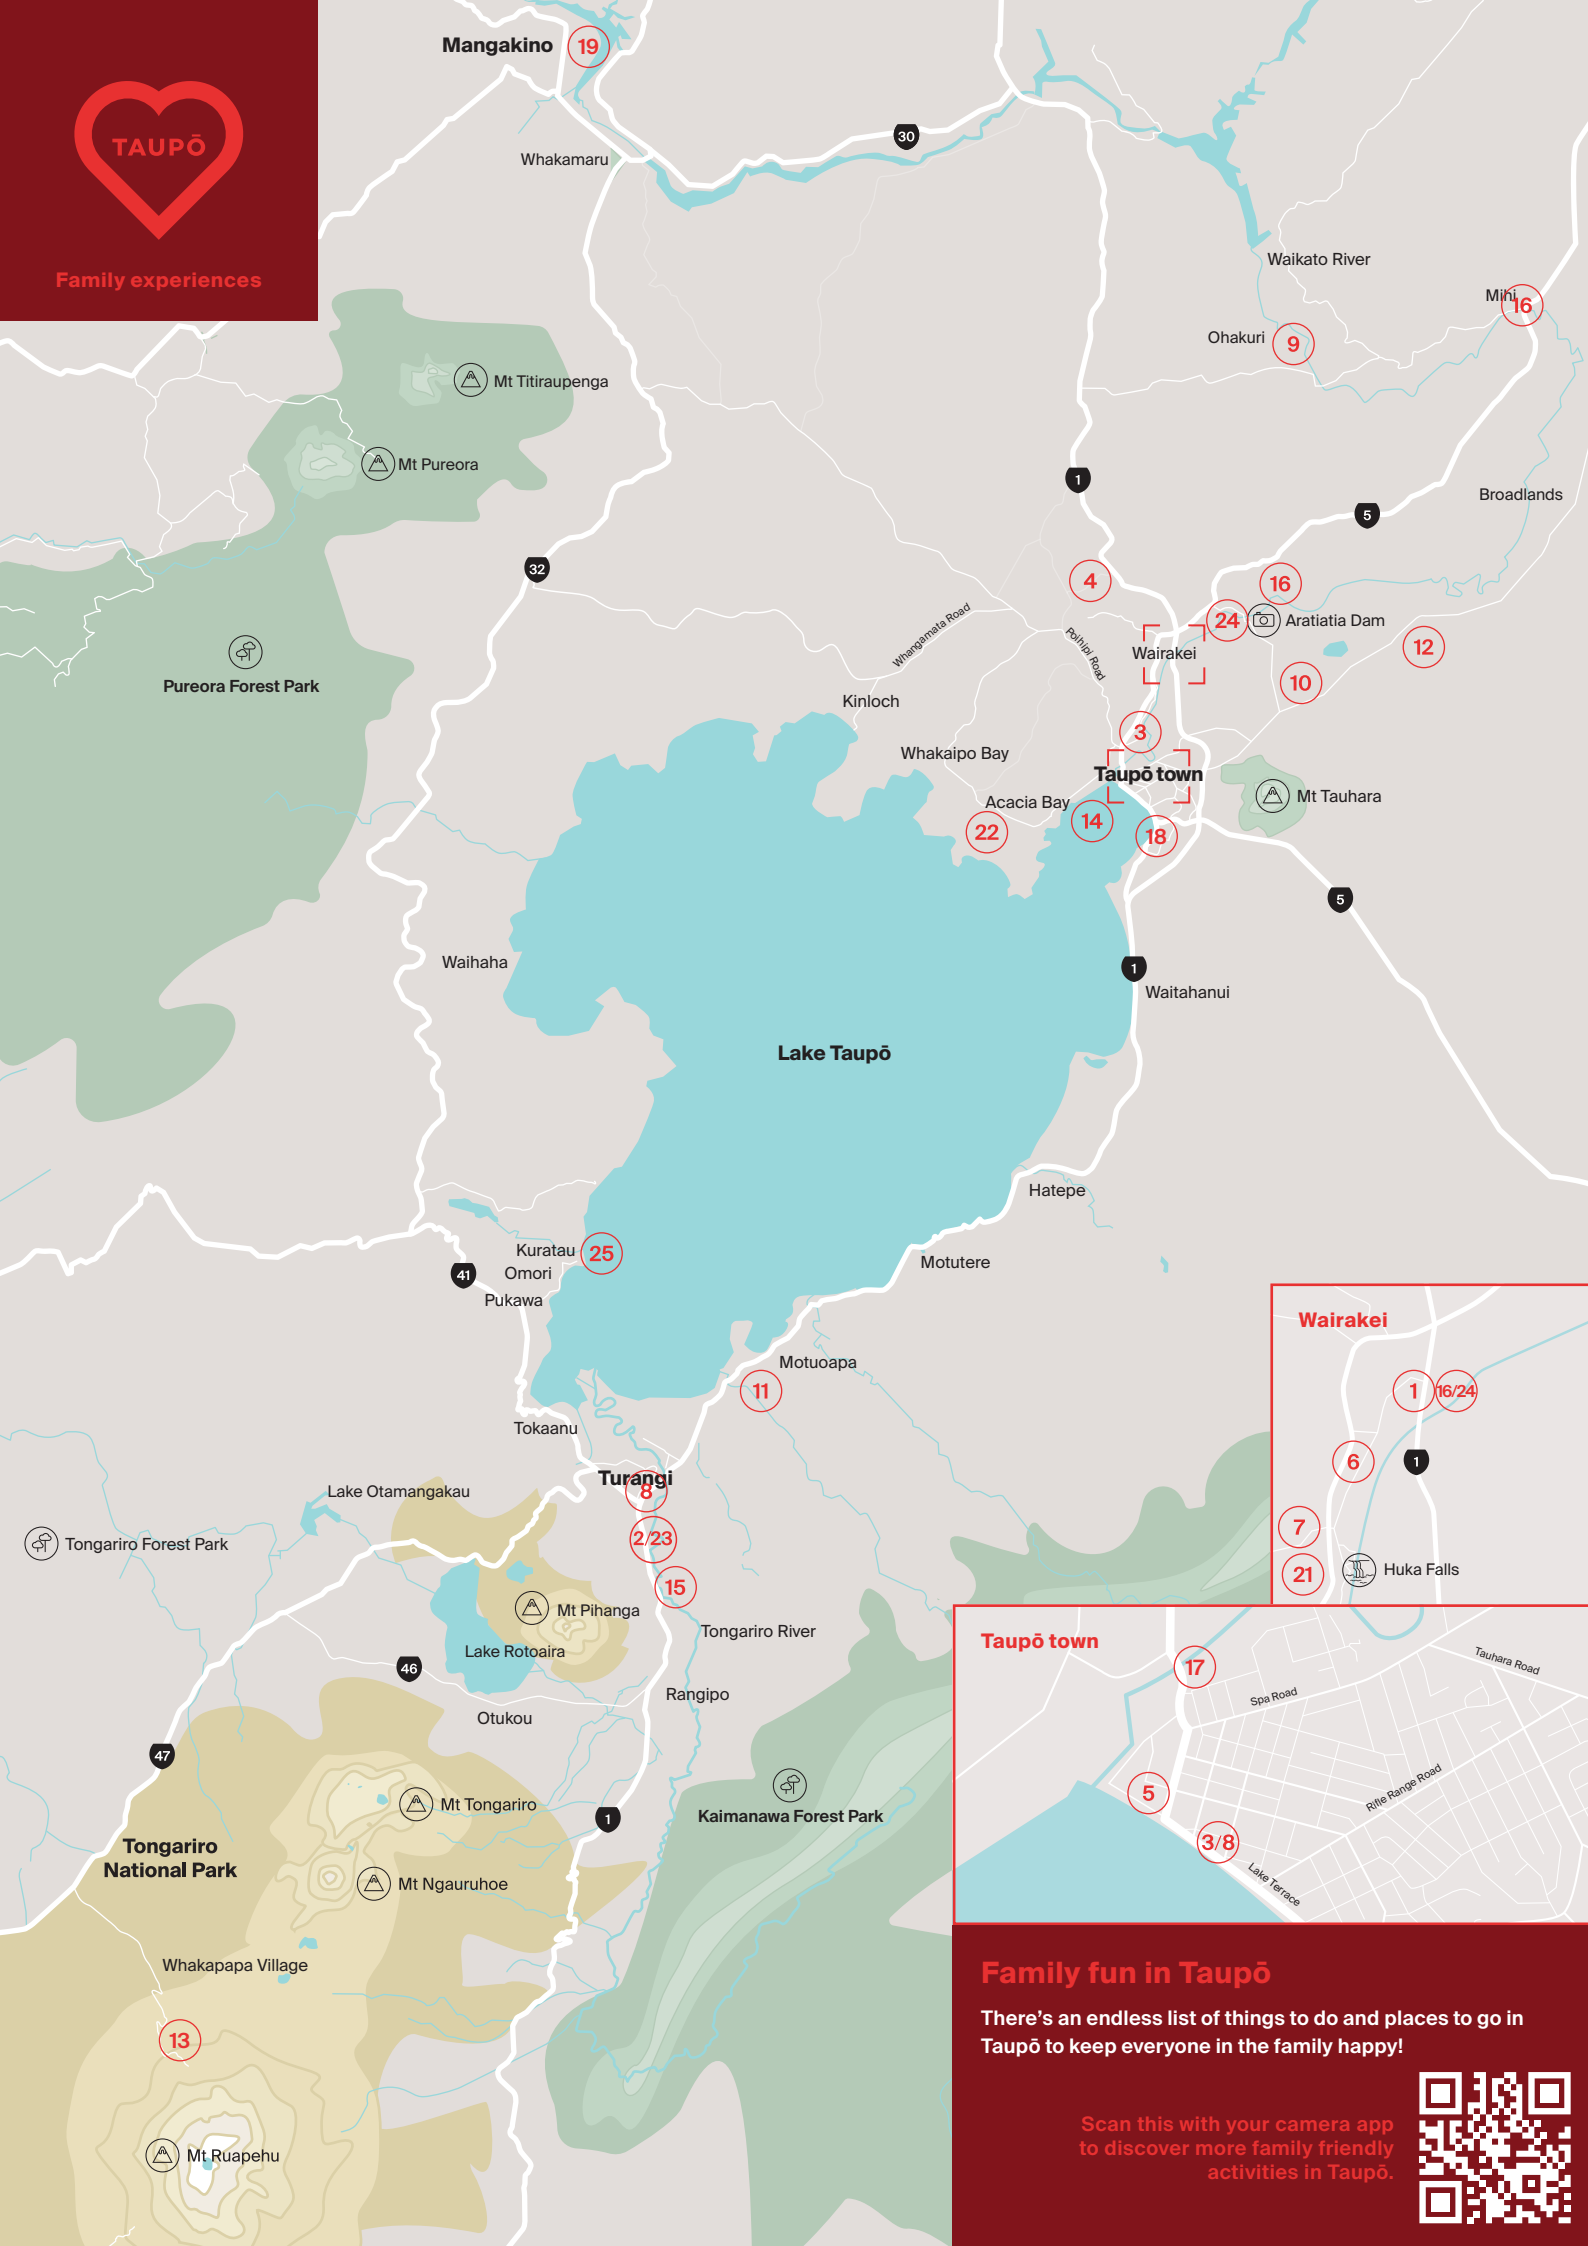 TAUPŌ
Family experiences
Mangakino
19
30
Whakamaru
Waikato River
Mihi
16
Ohakuri
9
Mt Titiraupenga
Mt Pureora
1
5
Broadlands
32
4
16
24
Aratiatia Dam
Whangamata Road
Poihipi Road
Wairakei
12
Pureora Forest Park
10
Kinloch
3
Whakaipo Bay
Taupō town
Mt Tauhara
Acacia Bay
14
22
18
5
Waihaha
1
Waitahanui
Lake Taupō
Hatepe
Kuratau
25
Omori
41
Pukawa
Motutere
Motuoapa
11
Tokaanu
Turangi
8
Lake Otamangakau
2/23
Tongariro Forest Park
15
Mt Pihanga
Tongariro River
Lake Rotoaira
46
Rangipo
Otukou
47
Mt Tongariro
1
Kaimanawa Forest Park
Tongariro
National Park
Mt Ngauruhoe
Whakapapa Village
13
Mt Ruapehu
Wairakei
1
16/24
6
1
7
21
Huka Falls
Taupō town
17
Tauhara Road
Spa Road
5
Rifle Range Road
3/8
Lake Terrace
Family fun in Taupō
There's an endless list of things to do and places to go in
Taupō to keep everyone in the family happy!
Scan this with your camera app
to discover more family friendly
activities in Taupō.